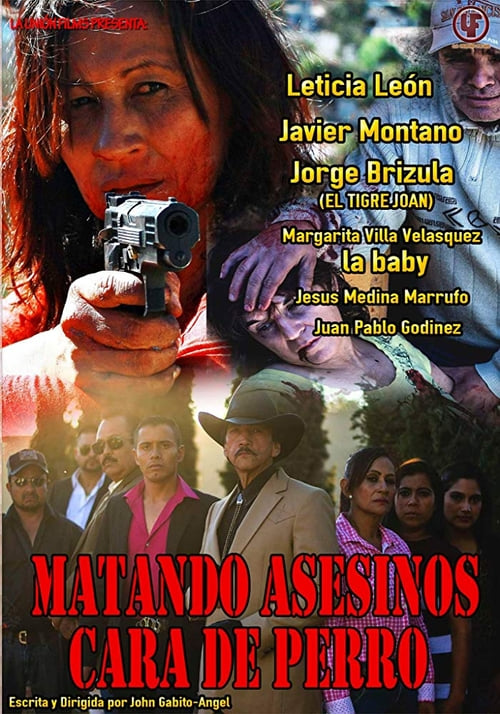 LA UNION FILMS PRESENTA:
UF
Leticia León
Javier Montano
Jorge Brizula
(EL TIGRE JOAN)
Margarita Villa Velasquez
la baby
Jesus Medina Marrufo
Juan Pablo Godinez
MATANDO ASESINOS
CARA DE PERRO
Escrita y Dirigida por John Gabito-Angel